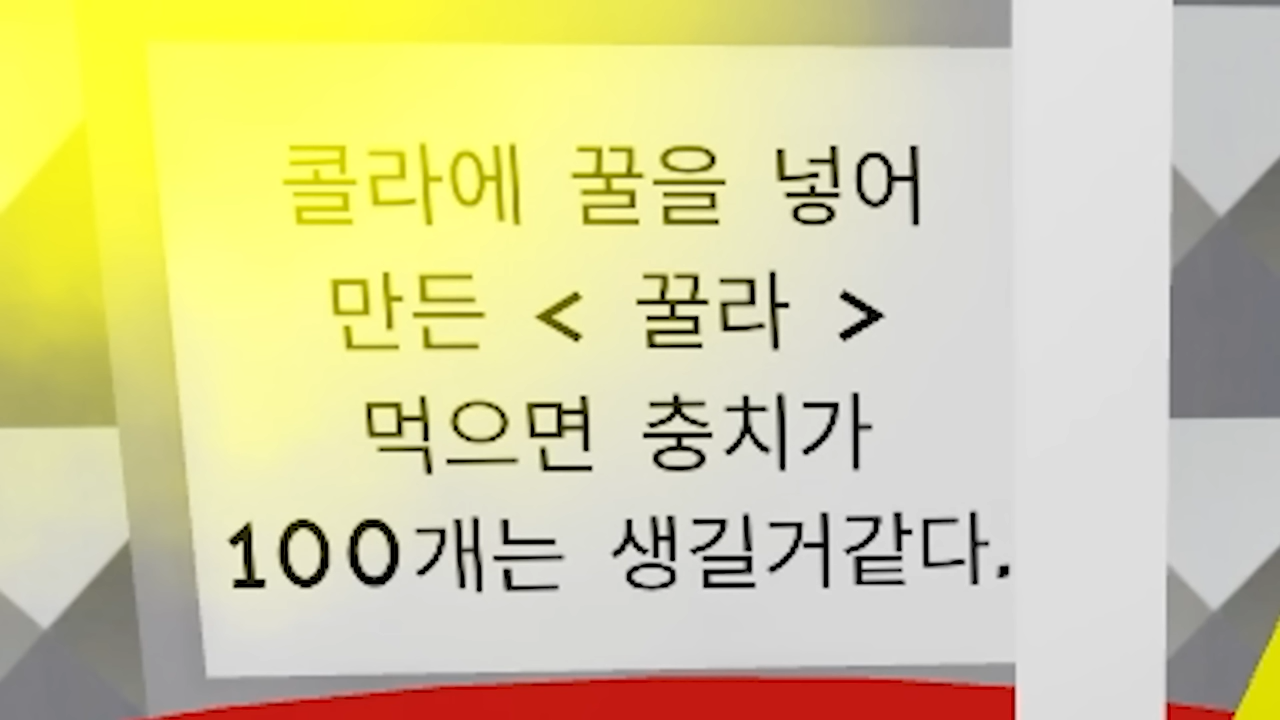 콜라에 꿀을 넣어
만든 < 꿀라 >
먹으면 충치가
100개는 생길거같다.